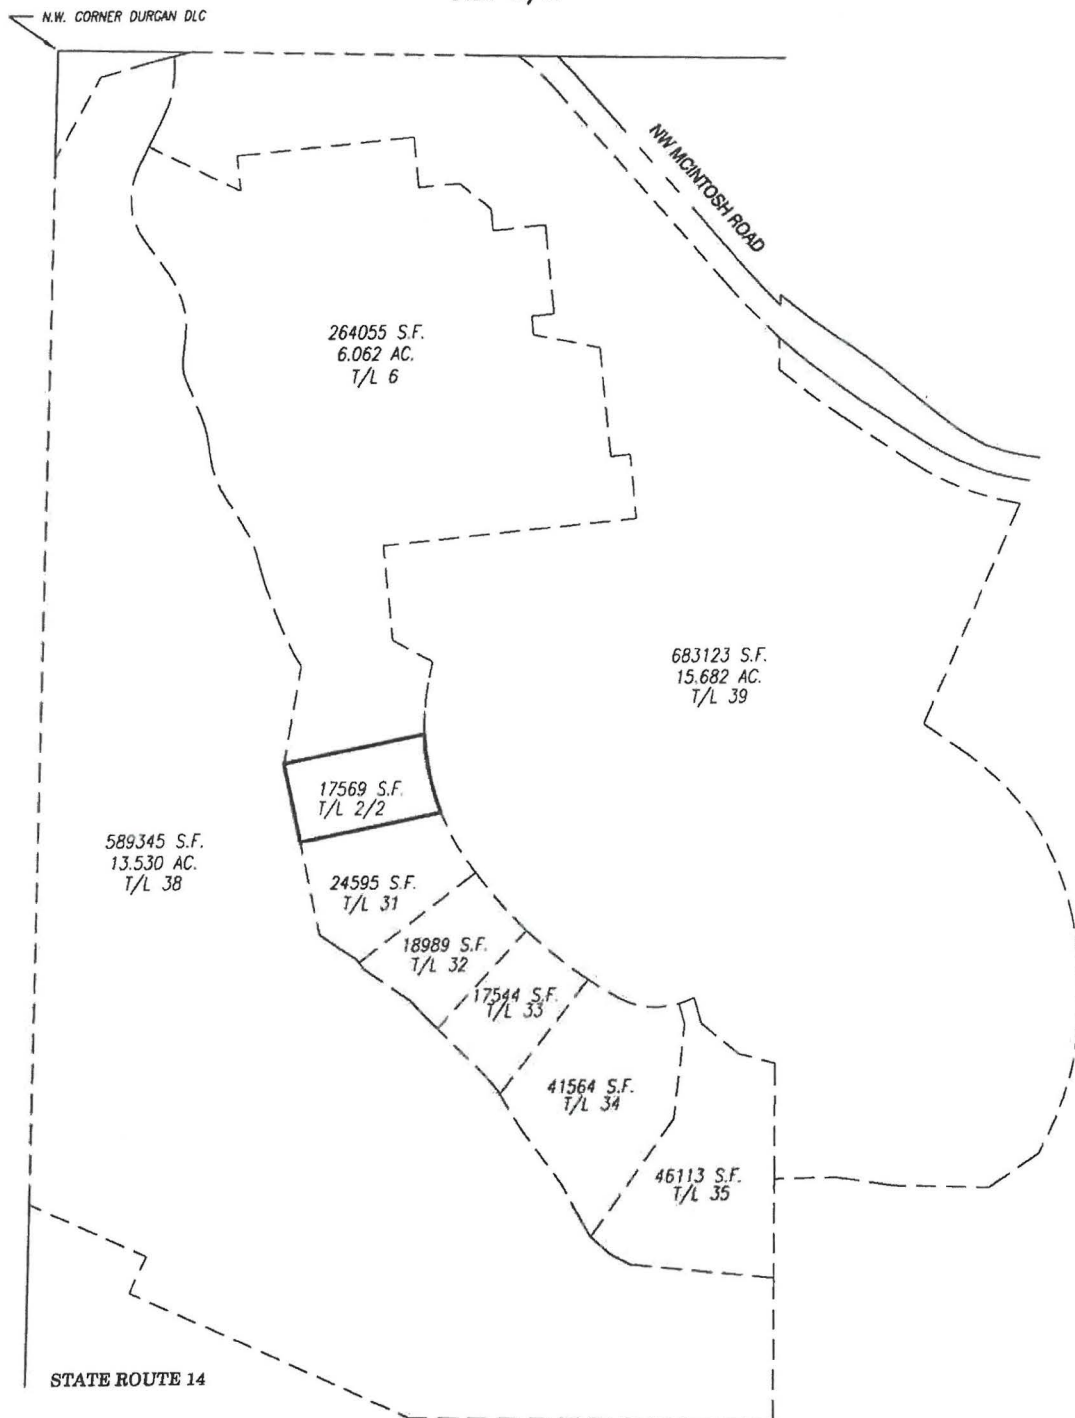 N.W. CORNER DURGAN DLC
NW MCINTOSH ROAD
264055 S.F.
6.062 AC.
T/L 6
683123 S.F.
15.682 AC.
T/L 39
17569 S.F.
T/L 2/2
589345 S.F.
13.530 AC.
T/L 38
24595 S.F.
T/L 31
18989 S.F.
T/L 32
17544 S.F.
T/L 33
41564 S.F.
T/L 34
46113 S.F.
T/L 35
STATE ROUTE 14